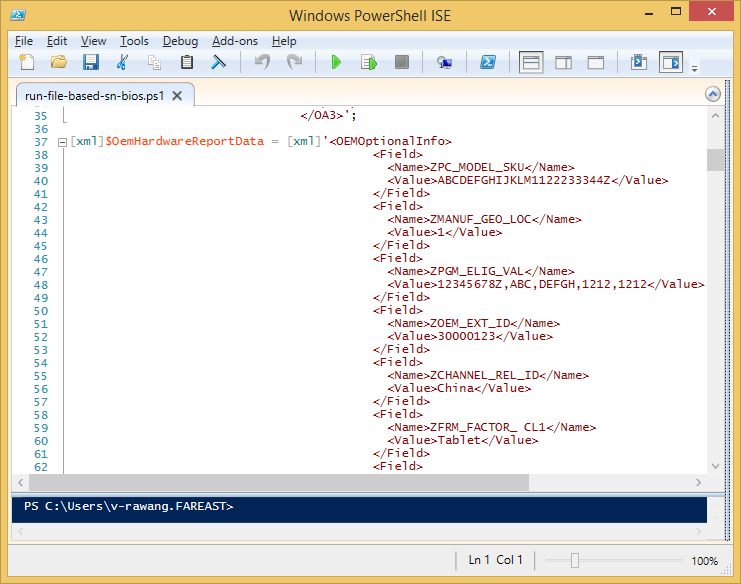 Windows PowerShell ISE
File Edit View Tools Debug Add-ons Help
run-file-based-sn-bios.ps1
35 </OA3>';
36
37 [xml]$OemHardwareReportData = [xml]'<OEMOptionalInfo>
38 <Field>
39 <Name>ZPC_MODEL_SKU</Name>
40 <Value>ABCDEFGHIJKLM1122233344Z</Value>
41 </Field>
42 <Field>
43 <Name>ZMANUF_GEO_LOC</Name>
44 <Value>1</Value>
45 </Field>
46 <Field>
47 <Name>ZPGM_ELIG_VAL</Name>
48 <Value>12345678Z,ABC,DEFGH,1212,1212</Value>
49 </Field>
50 <Field>
51 <Name>ZOEM_EXT_ID</Name>
52 <Value>30000123</Value>
53 </Field>
54 <Field>
55 <Name>ZCHANNEL_REL_ID</Name>
56 <Value>China</Value>
57 </Field>
58 <Field>
59 <Name>ZFRM_FACTOR_ CL1</Name>
60 <Value>Tablet</Value>
61 </Field>
62 <Field>
PS C:\Users\v-rawang.FAREAST>
Ln 1 Col 1 100%